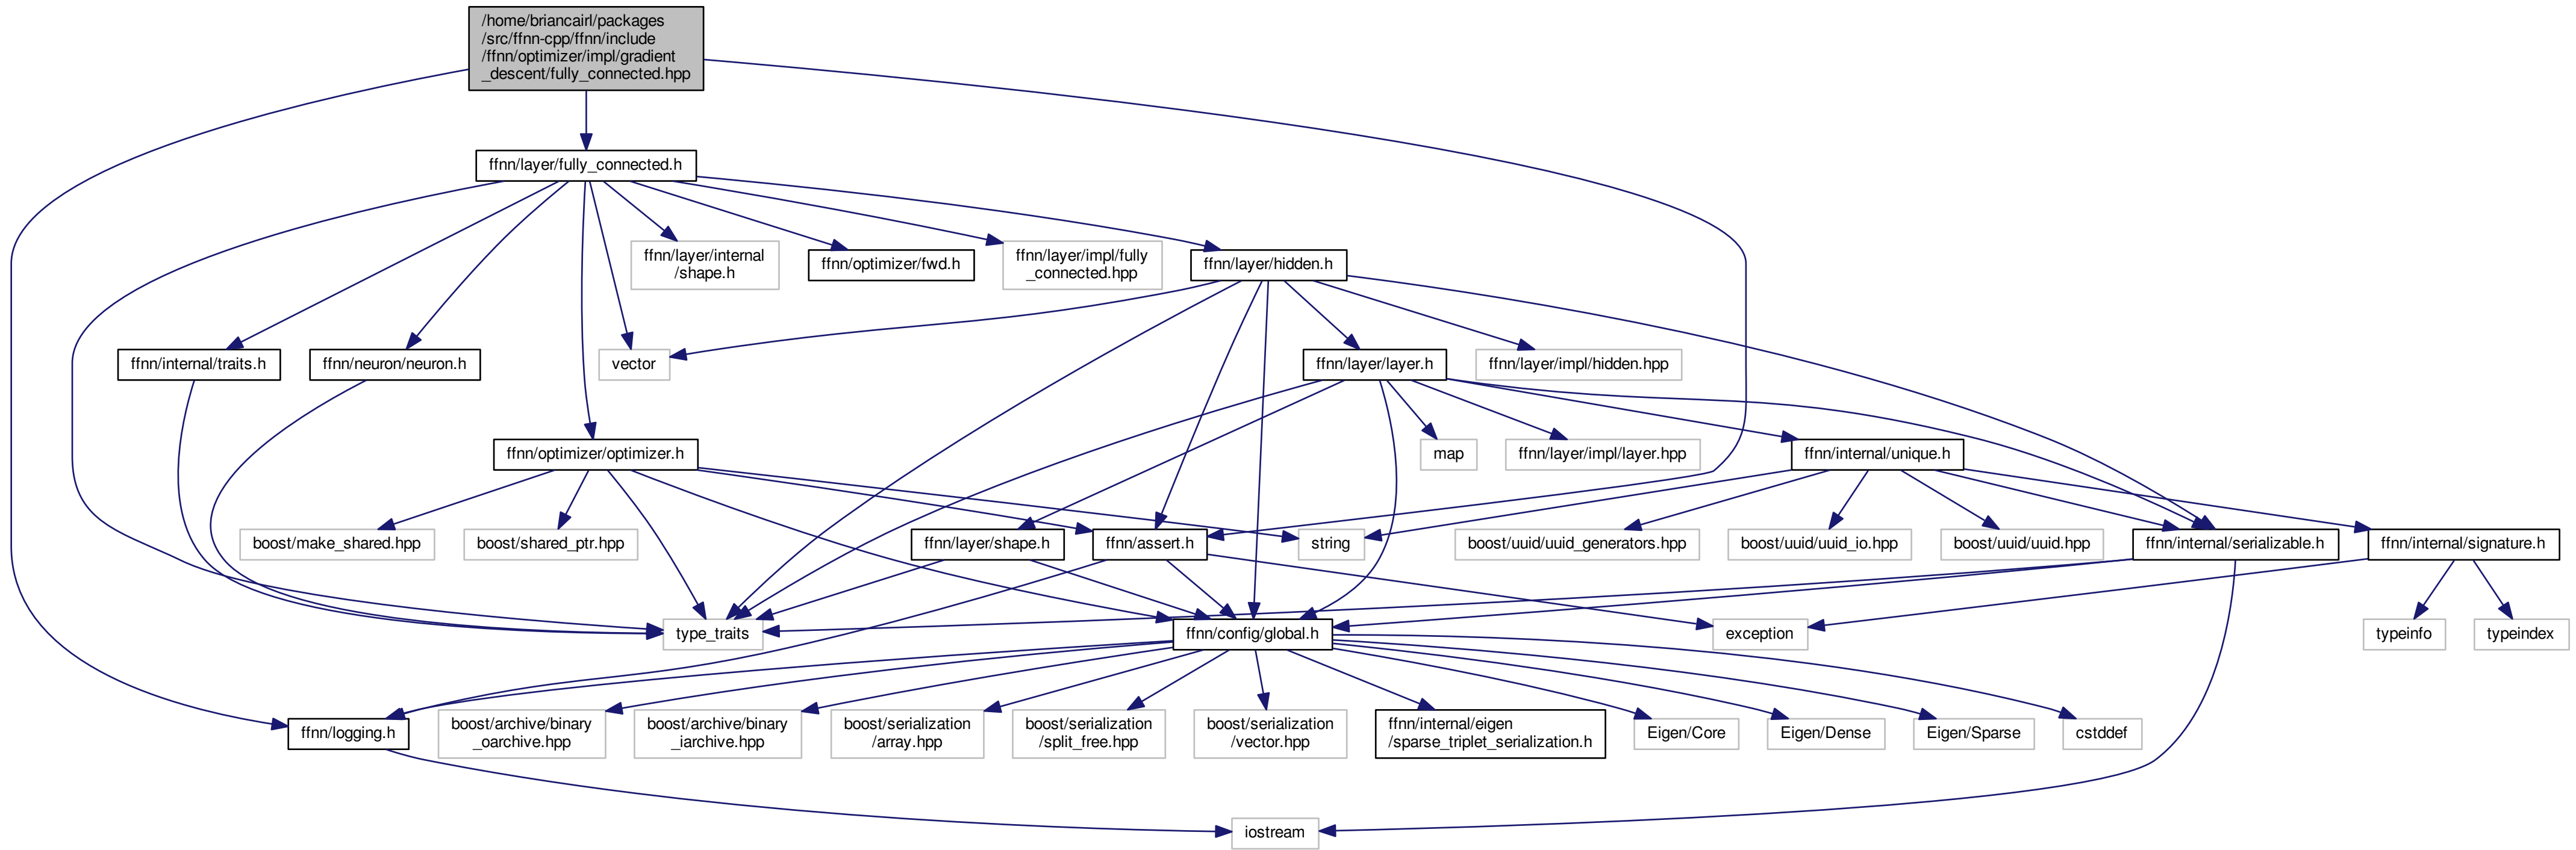 /home/briancairl/packages
/src/ffnn-cpp/ffnn/include
/ffnn/optimizer/impl/gradient
_descent/fully_connected.hpp
ffnn/layer/fully_connected.h
ffnn/layer/internal
/shape.h
ffnn/optimizer/fwd.h
ffnn/layer/impl/fully
_connected.hpp
ffnn/layer/hidden.h
ffnn/internal/traits.h
ffnn/neuron/neuron.h
vector
ffnn/layer/layer.h
ffnn/layer/impl/hidden.hpp
ffnn/optimizer/optimizer.h
map
ffnn/layer/impl/layer.hpp
ffnn/internal/unique.h
boost/make_shared.hpp
boost/shared_ptr.hpp
ffnn/layer/shape.h
ffnn/assert.h
string
boost/uuid/uuid_generators.hpp
boost/uuid/uuid_io.hpp
boost/uuid/uuid.hpp
ffnn/internal/serializable.h
ffnn/internal/signature.h
type_traits
ffnn/config/global.h
exception
typeinfo
typeindex
ffnn/logging.h
boost/archive/binary
_oarchive.hpp
boost/archive/binary
_iarchive.hpp
boost/serialization
/array.hpp
boost/serialization
/split_free.hpp
boost/serialization
/vector.hpp
ffnn/internal/eigen
/sparse_triplet_serialization.h
Eigen/Core
Eigen/Dense
Eigen/Sparse
cstddef
iostream